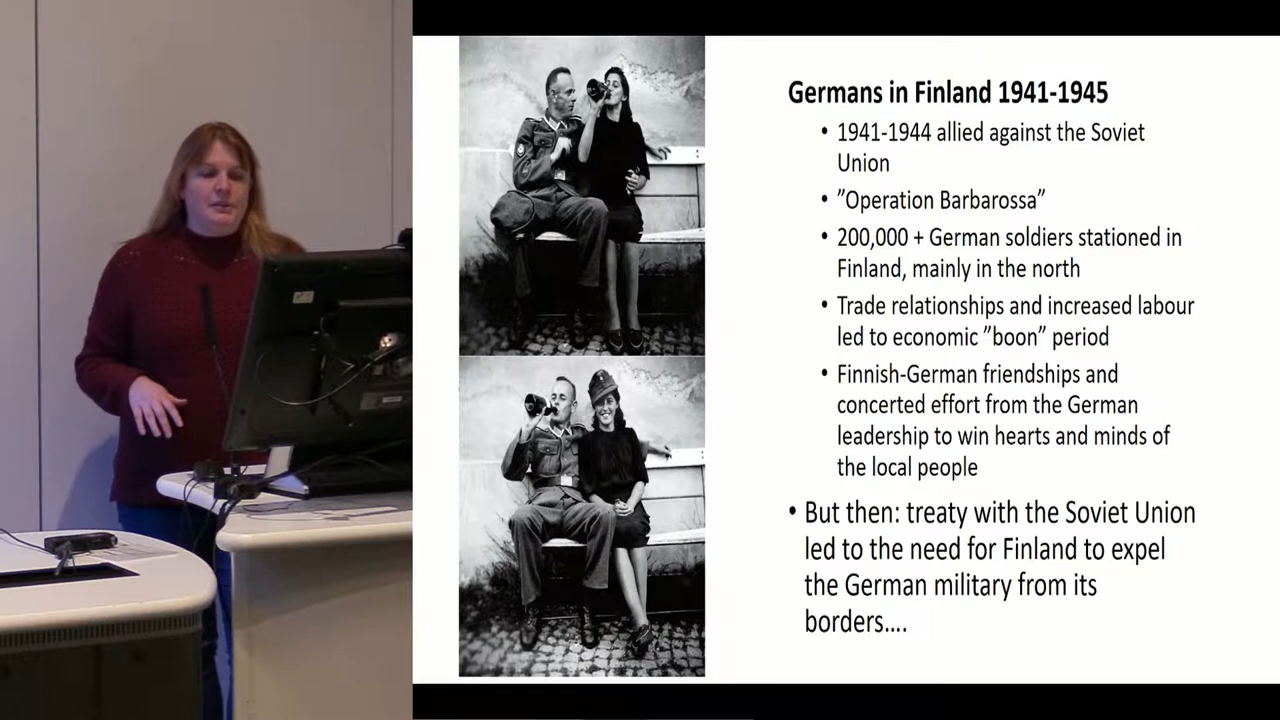 Germans in Finland 1941-1945
• 1941-1944 allied against the Soviet
Union
• ”Operation Barbarossa”
• 200,000 + German soldiers stationed in
Finland, mainly in the north
• Trade relationships and increased labour
led to economic ”boon” period
• Finnish-German friendships and
concerted effort from the German
leadership to win hearts and minds of
the local people
• But then: treaty with the Soviet Union
led to the need for Finland to expel
the German military from its
borders....